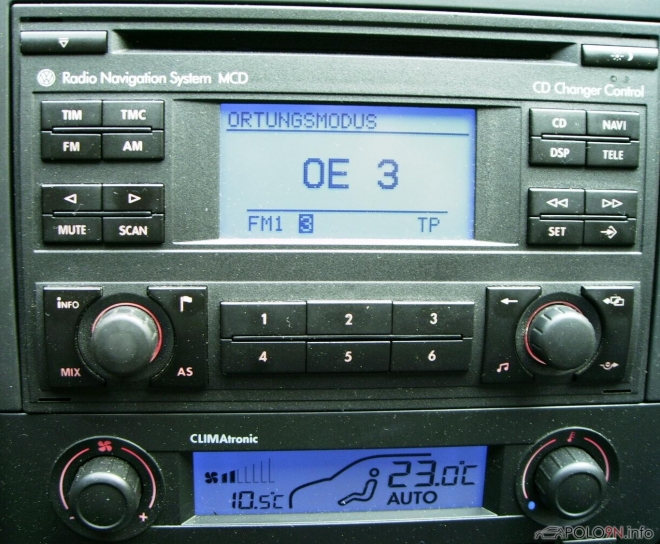 Radio Navigation System MCD
CD Changer Control
TIM TMC
FM AM
ORTUNGSMODUS
OE 3
FM1 3 TP
CD NAVI
DSP TELE
MUTE SCAN
SET
INFO
MIX AS
1 2 3
4 5 6
CLIMAtronic
10.5°C
23.0°C
AUTO
- +
POLO9N.info